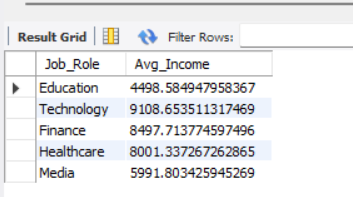 Result Grid Filter Rows:
Job_Role Avg_Income
Education 4498.584947958367
Technology 9108.653511317469
Finance 8497.713774597496
Healthcare 8001.337267262865
Media 5991.803425945269